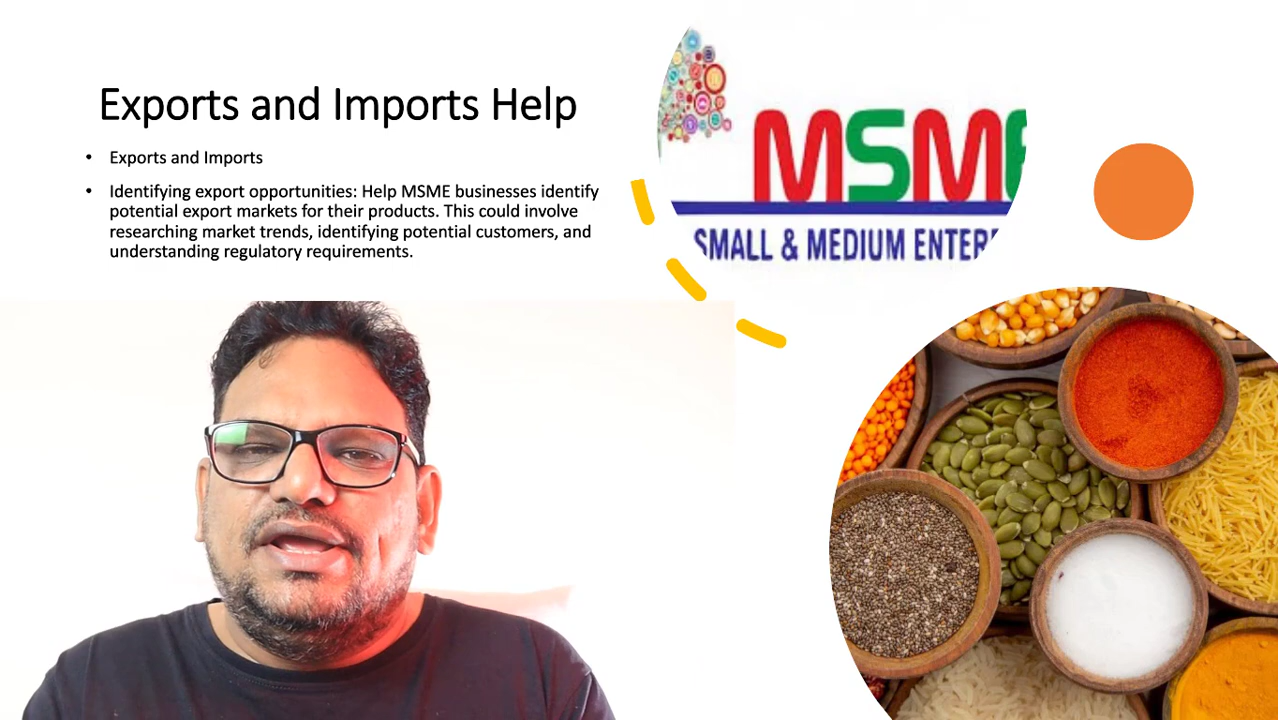 Exports and Imports Help
• Exports and Imports
• Identifying export opportunities: Help MSME businesses identify
potential export markets for their products. This could involve
researching market trends, identifying potential customers, and
understanding regulatory requirements.
MSME
SMALL & MEDIUM ENTER